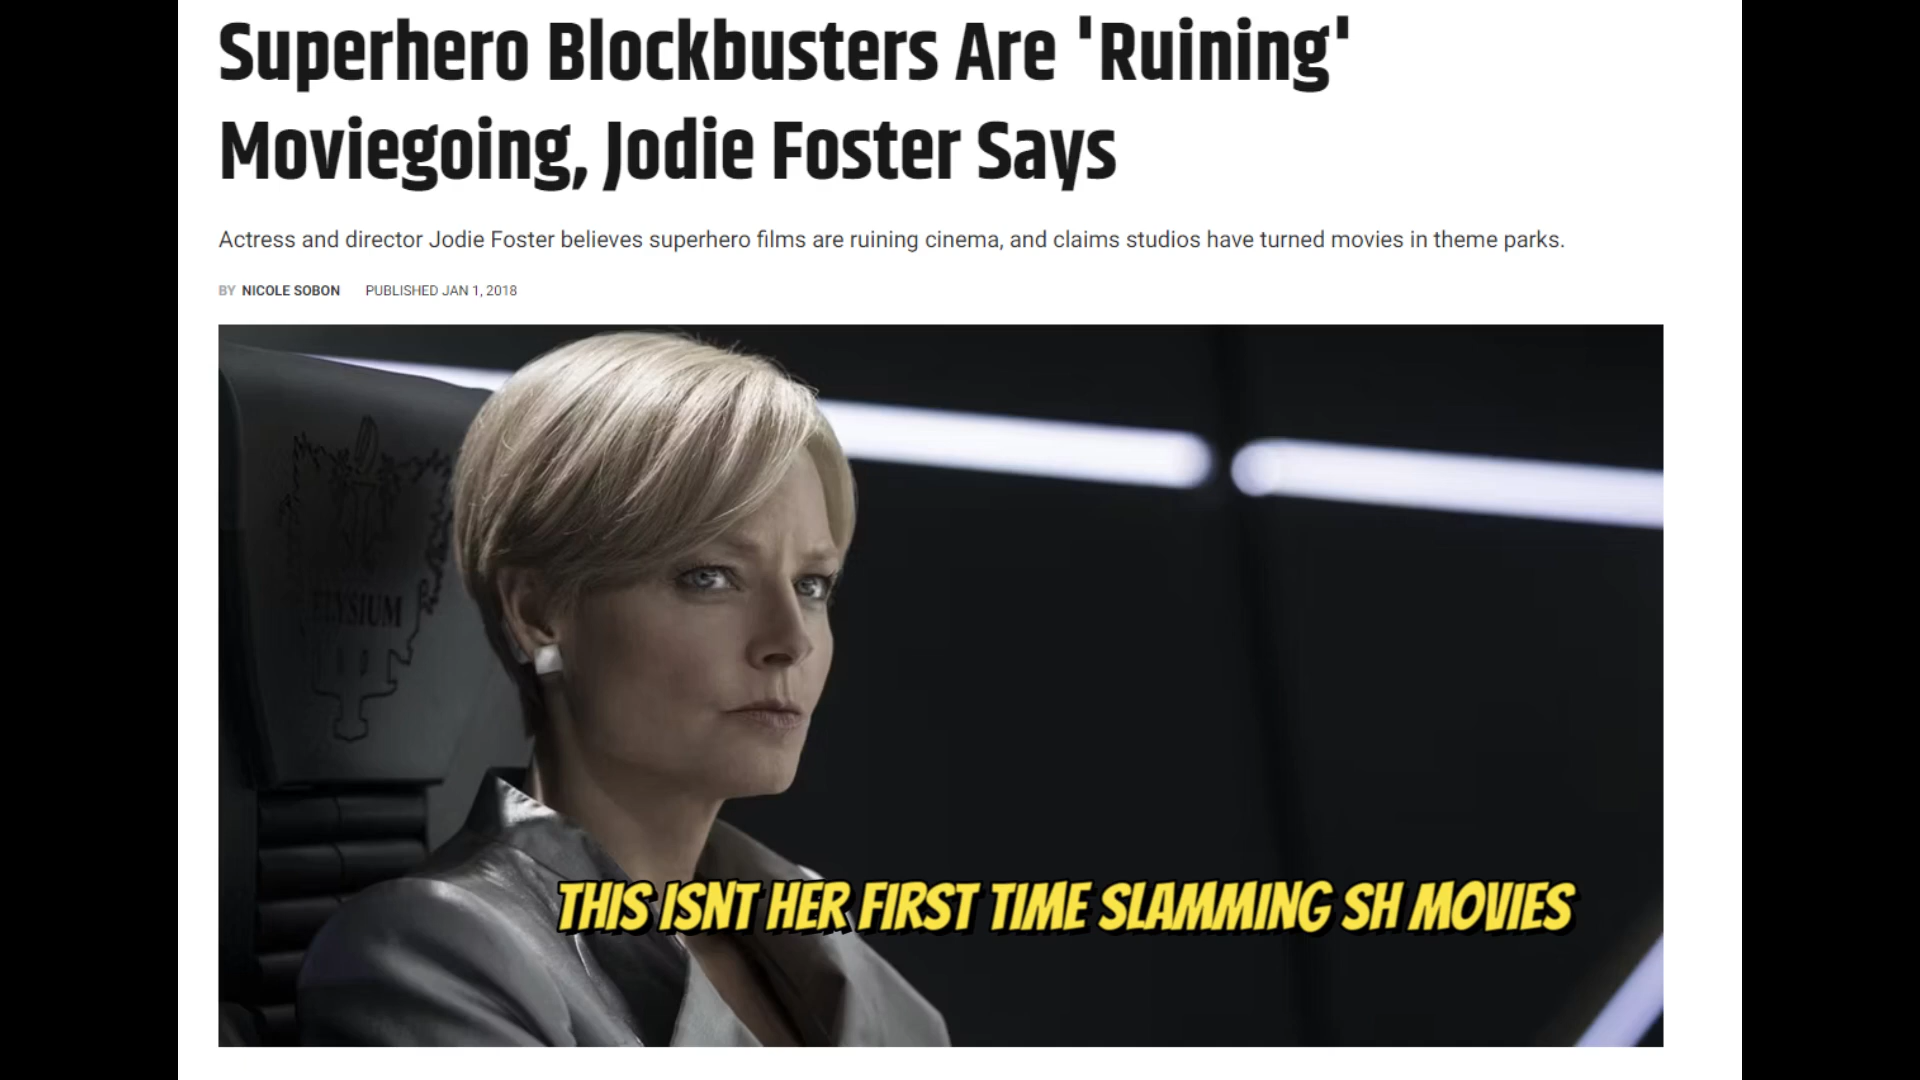 Superhero Blockbusters Are 'Ruining'
Moviegoing, Jodie Foster Says
Actress and director Jodie Foster believes superhero films are ruining cinema, and claims studios have turned movies in theme parks.
BY NICOLE SOBON PUBLISHED JAN 1, 2018
ELYSIUM
THIS ISNT HER FIRST TIME SLAMMING SH MOVIES